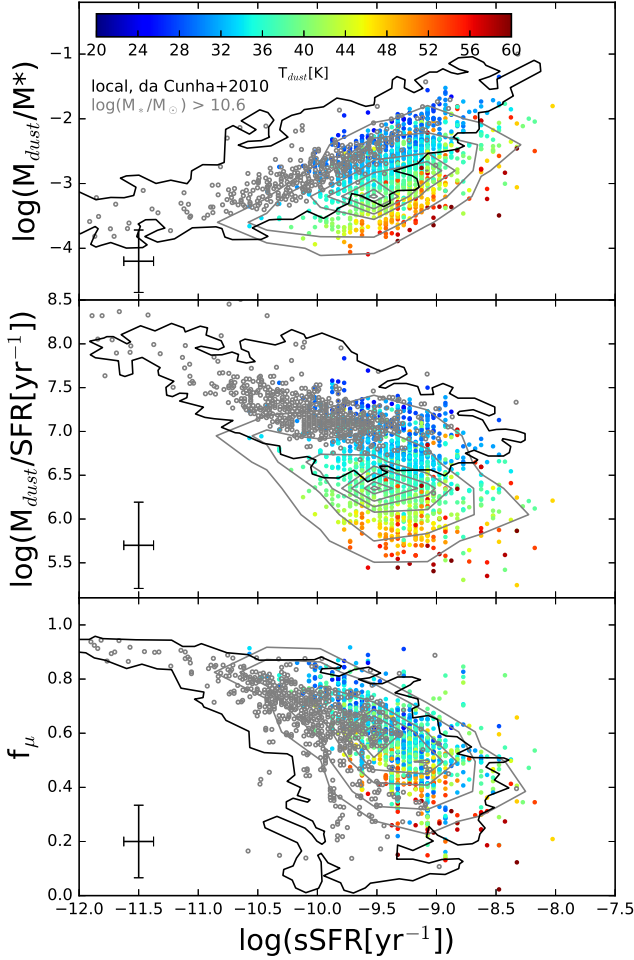 20 24 28 32 36 40 44 48 52 56 60
T_dust[K]
local, da Cunha+2010
log(M_*/M_☉) > 10.6
−1
−2
−3
−4
log(M_dust/M*)
8.5
8.0
7.5
7.0
6.5
6.0
5.5
log(M_dust/SFR[yr⁻¹])
1.0
0.8
0.6
0.4
0.2
0.0
f_μ
−12.0 −11.5 −11.0 −10.5 −10.0 −9.5 −9.0 −8.5 −8.0 −7.5
log(sSFR[yr⁻¹])